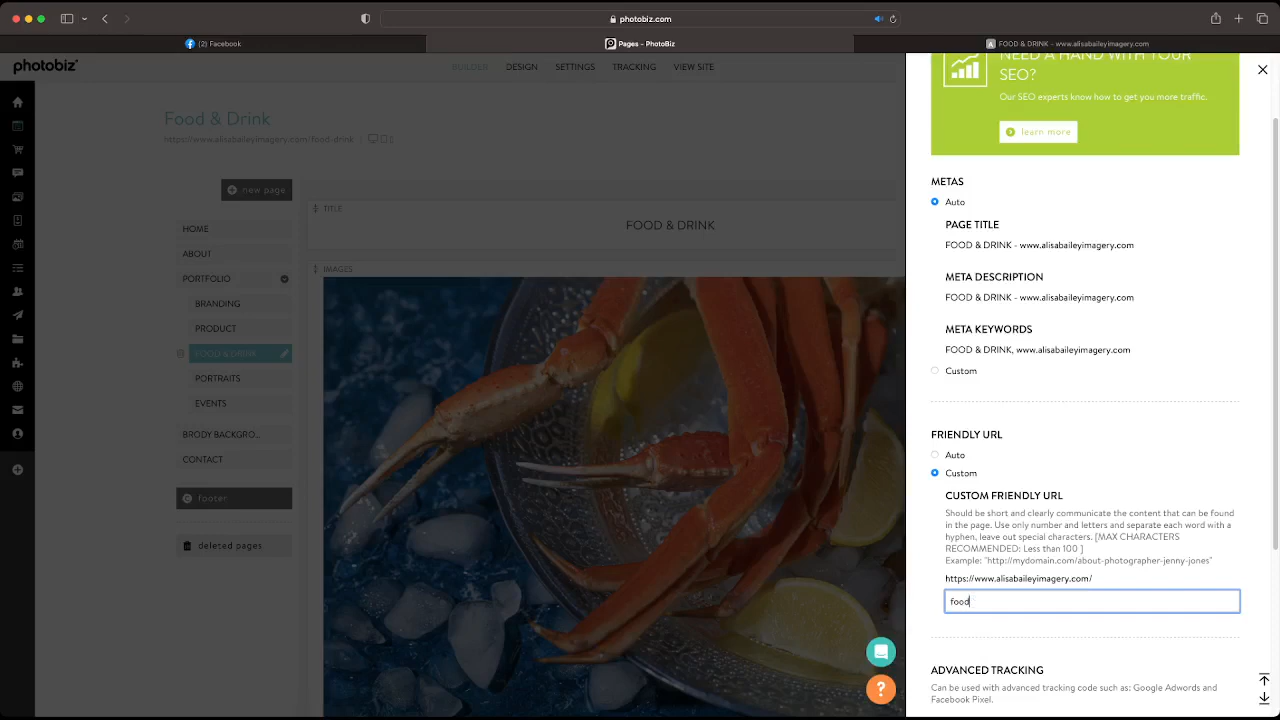 photobiz.com
(2) Facebook
Pages - PhotoBiz
A FOOD & DRINK - www.alisabaileyimagery.com
photobiz
BUILDER DESIGN SETTINGS TRACKING VIEW SITE
Food & Drink
https://www.alisabaileyimagery.com/food-drink
new page
HOME
ABOUT
PORTFOLIO
BRANDING
PRODUCT
FOOD & DRINK
PORTRAITS
EVENTS
BRODY BACKGRO...
CONTACT
footer
deleted pages
TITLE
FOOD & DRINK
IMAGES
NEED A HAND WITH YOUR
SEO?
Our SEO experts know how to get you more traffic.
learn more
METAS
Auto
PAGE TITLE
FOOD & DRINK - www.alisabaileyimagery.com
META DESCRIPTION
FOOD & DRINK - www.alisabaileyimagery.com
META KEYWORDS
FOOD & DRINK, www.alisabaileyimagery.com
Custom
FRIENDLY URL
Auto
Custom
CUSTOM FRIENDLY URL
Should be short and clearly communicate the content that can be found
in the page. Use only number and letters and separate each word with a
hyphen, leave out special characters. [MAX CHARACTERS
RECOMMENDED: Less than 100 ]
Example: "http://mydomain.com/about-photographer-jenny-jones"
https://www.alisabaileyimagery.com/
food
?
ADVANCED TRACKING
Can be used with advanced tracking code such as: Google Adwords and
Facebook Pixel.